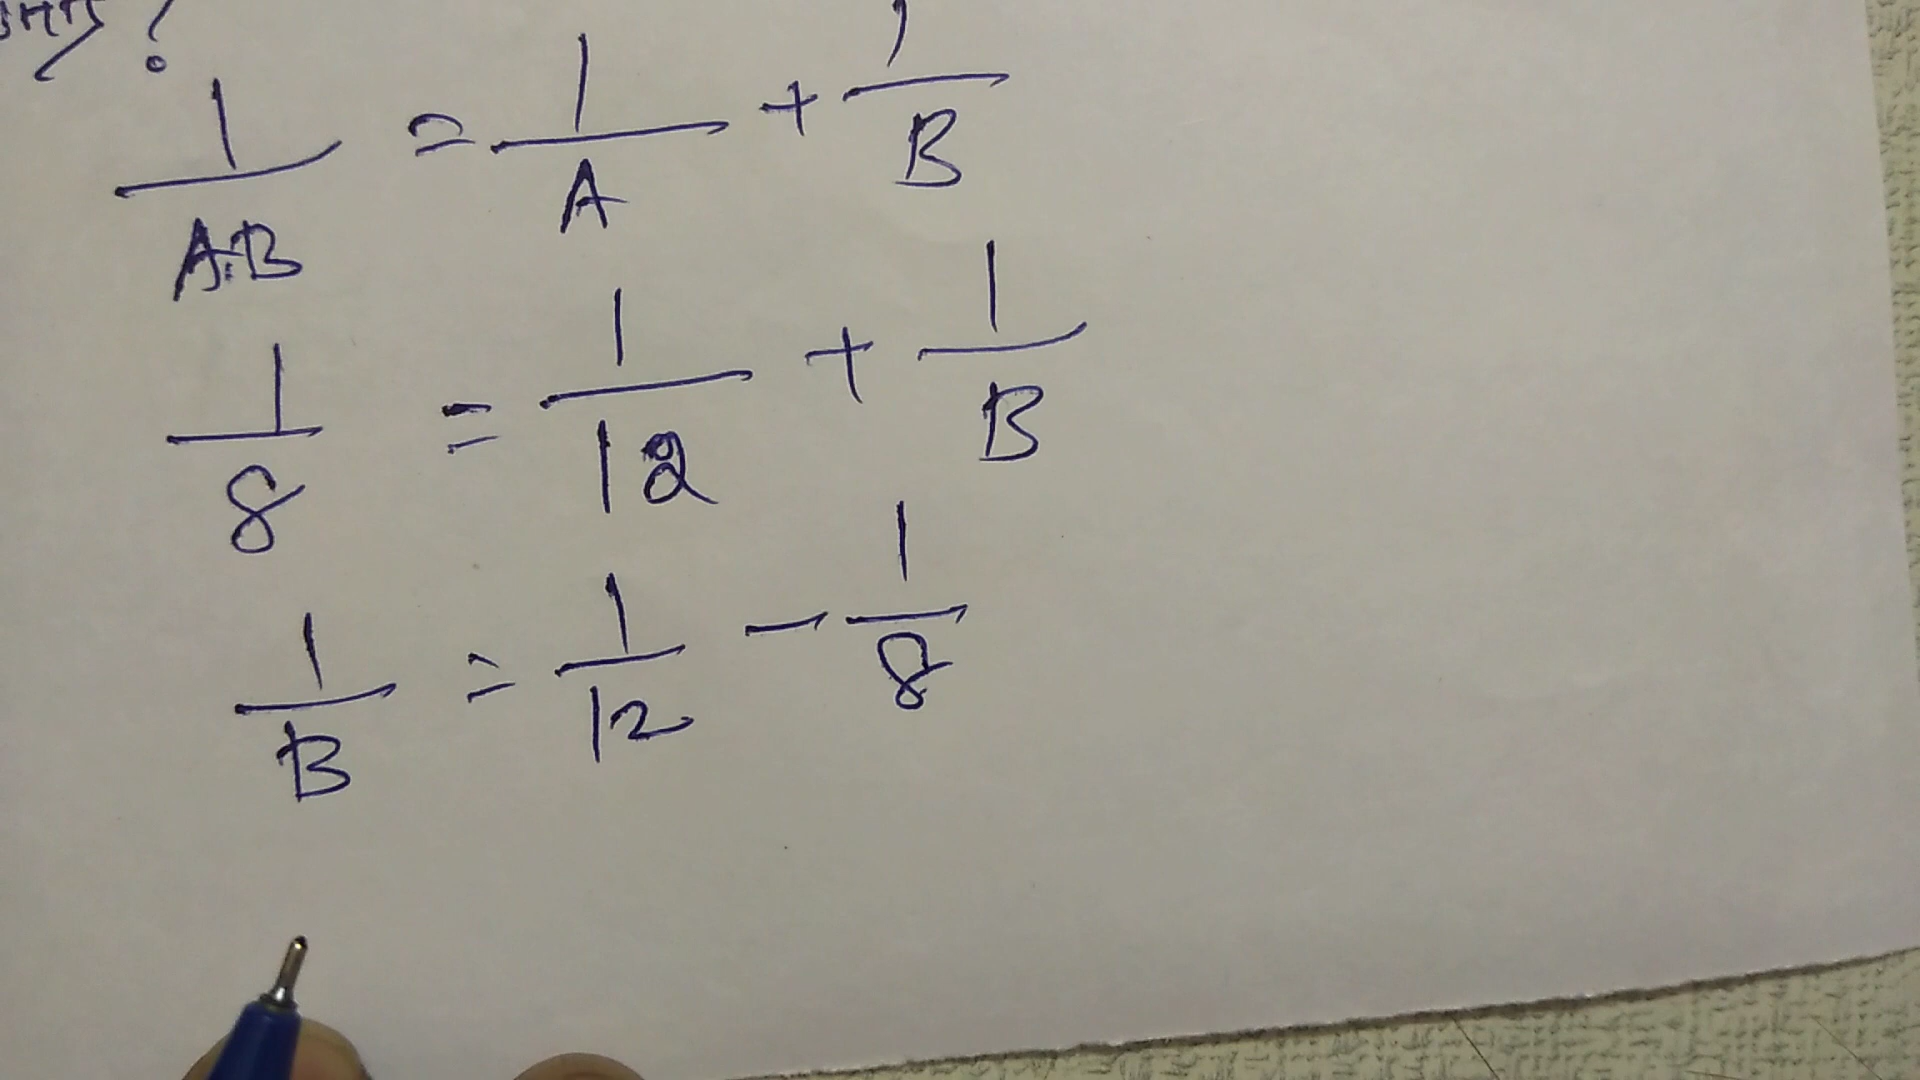 ?
1/A.B = 1/A + 1/B
1/8 = 1/12 + 1/B
1/B = 1/12 - 1/8